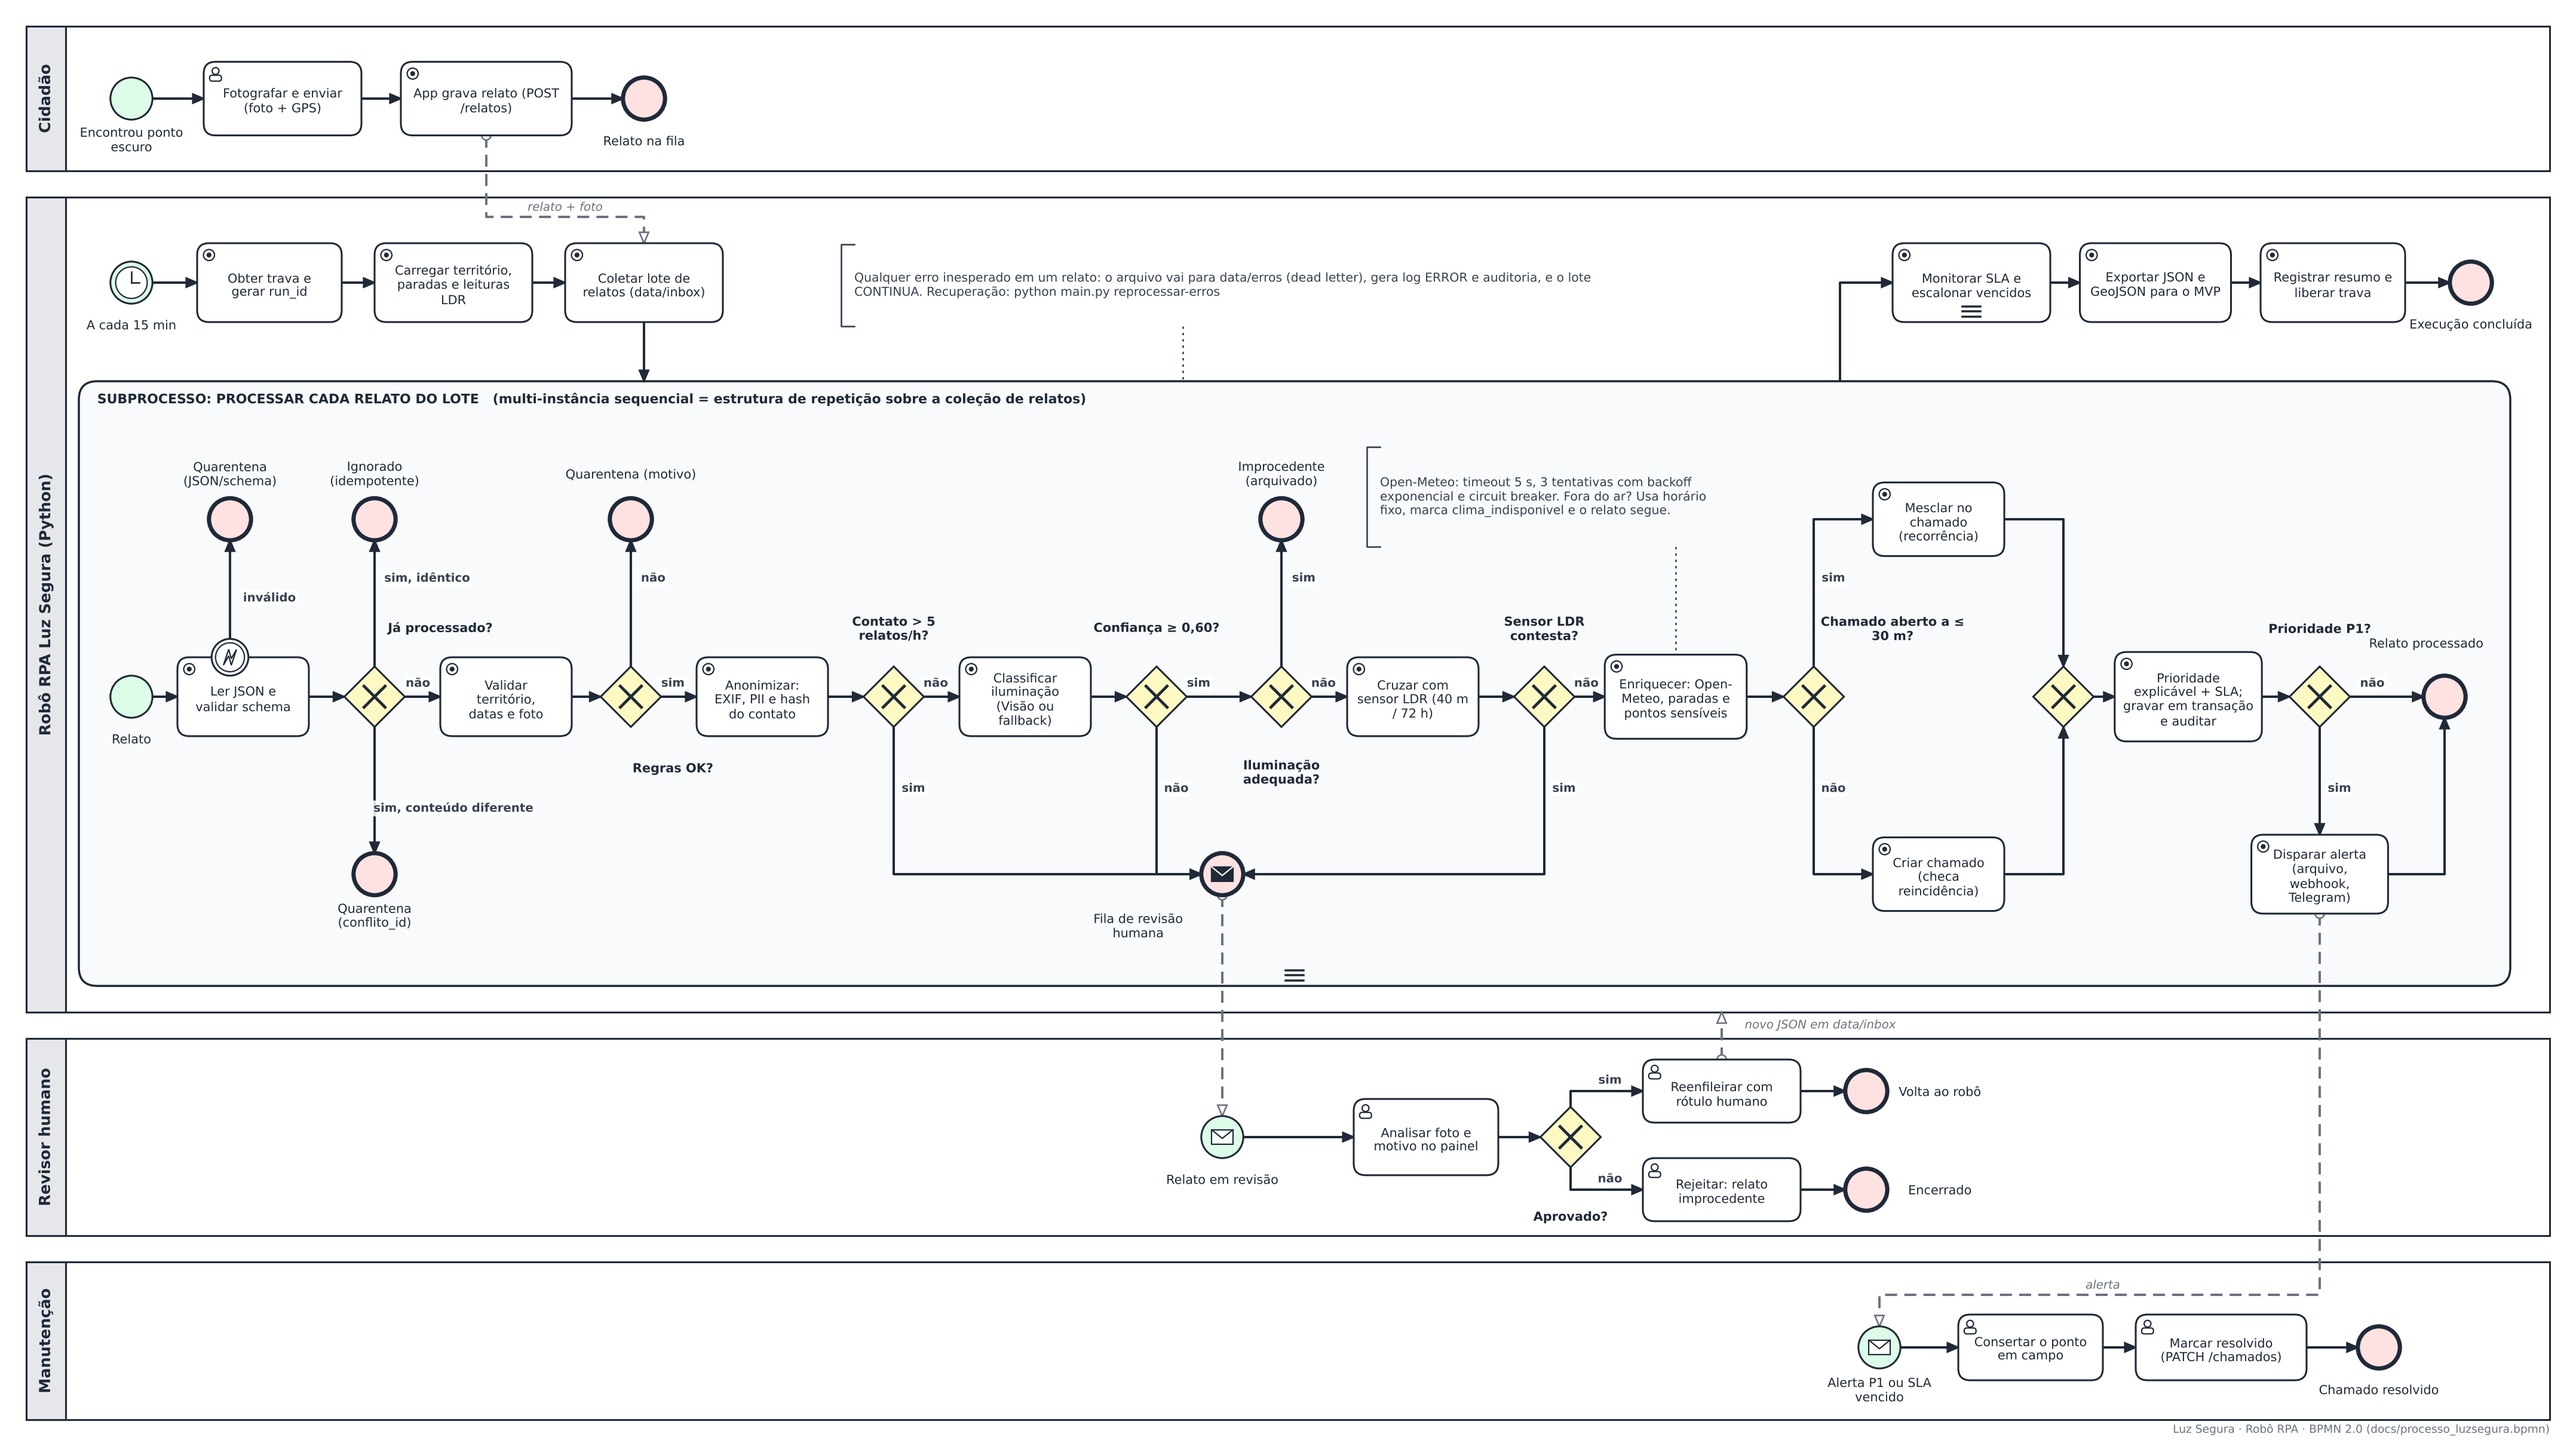 Cidadão
Encontrou ponto
escuro
Fotografar e enviar
(foto + GPS)
App grava relato (POST
/relatos)
Relato na fila
relato + foto
Robô RPA Luz Segura (Python)
A cada 15 min
Obter trava e
gerar run_id
Carregar território,
paradas e leituras
LDR
Coletar lote de
relatos (data/inbox)
Qualquer erro inesperado em um relato: o arquivo vai para data/erros (dead letter), gera log ERROR e auditoria, e o lote
CONTINUA. Recuperação: python main.py reprocessar-erros
Monitorar SLA e
escalonar vencidos
Exportar JSON e
GeoJSON para o MVP
Registrar resumo e
liberar trava
Execução concluída
SUBPROCESSO: PROCESSAR CADA RELATO DO LOTE (multi-instância sequencial = estrutura de repetição sobre a coleção de relatos)
Relato
Ler JSON e
validar schema
inválido
Quarentena
(JSON/schema)
Já processado?
sim, idêntico
Ignorado
(idempotente)
sim, conteúdo diferente
Quarentena
(conflito_id)
não
Validar
território,
datas e foto
Regras OK?
não
Quarentena (motivo)
sim
Anonimizar:
EXIF, PII e hash
do contato
Contato > 5
relatos/h?
sim
não
Classificar
iluminação
(Visão ou
fallback)
Confiança ≥ 0,60?
não
sim
Fila de revisão
humana
Iluminação
adequada?
sim
Improcedente
(arquivado)
não
Cruzar com
sensor LDR (40 m
/ 72 h)
Sensor LDR
contesta?
sim
não
Enriquecer: Open-
Meteo, paradas e
pontos sensíveis
Open-Meteo: timeout 5 s, 3 tentativas com backoff
exponencial e circuit breaker. Fora do ar? Usa horário
fixo, marca clima_indisponivel e o relato segue.
Chamado aberto a ≤
30 m?
sim
Mesclar no
chamado
(recorrência)
não
Criar chamado
(checa
reincidência)
Prioridade
explicável + SLA;
gravar em transação
e auditar
Prioridade P1?
não
Relato processado
sim
Disparar alerta
(arquivo,
webhook,
Telegram)
novo JSON em data/inbox
Revisor humano
Relato em revisão
Analisar foto e
motivo no painel
Aprovado?
sim
Reenfileirar com
rótulo humano
Volta ao robô
não
Rejeitar: relato
improcedente
Encerrado
Manutenção
alerta
Alerta P1 ou SLA
vencido
Consertar o ponto
em campo
Marcar resolvido
(PATCH /chamados)
Chamado resolvido
Luz Segura · Robô RPA · BPMN 2.0 (docs/processo_luzsegura.bpmn)